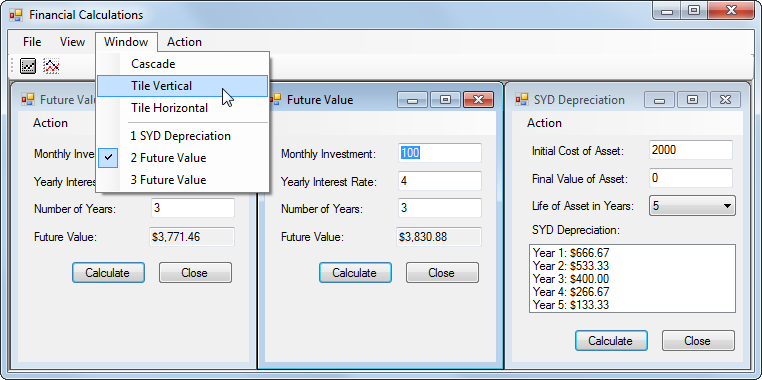 Financial Calculations
File View Window Action
Cascade
Tile Vertical
Tile Horizontal
1 SYD Depreciation
2 Future Value
3 Future Value
Future Va
Action
Monthly Inve
Yearly Interes
Number of Years: 3
Future Value: $3,771.46
Calculate Close
Future Value
Monthly Investment: 100
Yearly Interest Rate: 4
Number of Years: 3
Future Value: $3,830.88
Calculate Close
SYD Depreciation
Action
Initial Cost of Asset: 2000
Final Value of Asset: 0
Life of Asset in Years: 5
SYD Depreciation:
Year 1: $666.67
Year 2: $533.33
Year 3: $400.00
Year 4: $266.67
Year 5: $133.33
Calculate Close